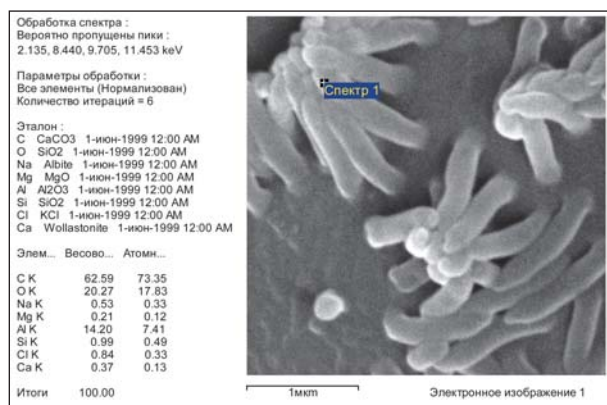 Обработка спектра :
Вероятно пропущены пики :
2.135, 8.440, 9.705, 11.453 keV
Параметры обработки :
Все элементы (Нормализован)
Количество итераций = 6
Эталон :
C CaCO3 1-июн-1999 12:00 AM
O SiO2 1-июн-1999 12:00 AM
Na Albite 1-июн-1999 12:00 AM
Mg MgO 1-июн-1999 12:00 AM
Al Al2O3 1-июн-1999 12:00 AM
Si SiO2 1-июн-1999 12:00 AM
Cl KCl 1-июн-1999 12:00 AM
Ca Wollastonite 1-июн-1999 12:00 AM
Элем... Весово... Атомн...
C K 62.59 73.35
O K 20.27 17.83
Na K 0.53 0.33
Mg K 0.21 0.12
Al K 14.20 7.41
Si K 0.99 0.49
Cl K 0.84 0.33
Ca K 0.37 0.13
Итоги 100.00
Спектр 1
1мкm
Электронное изображение 1